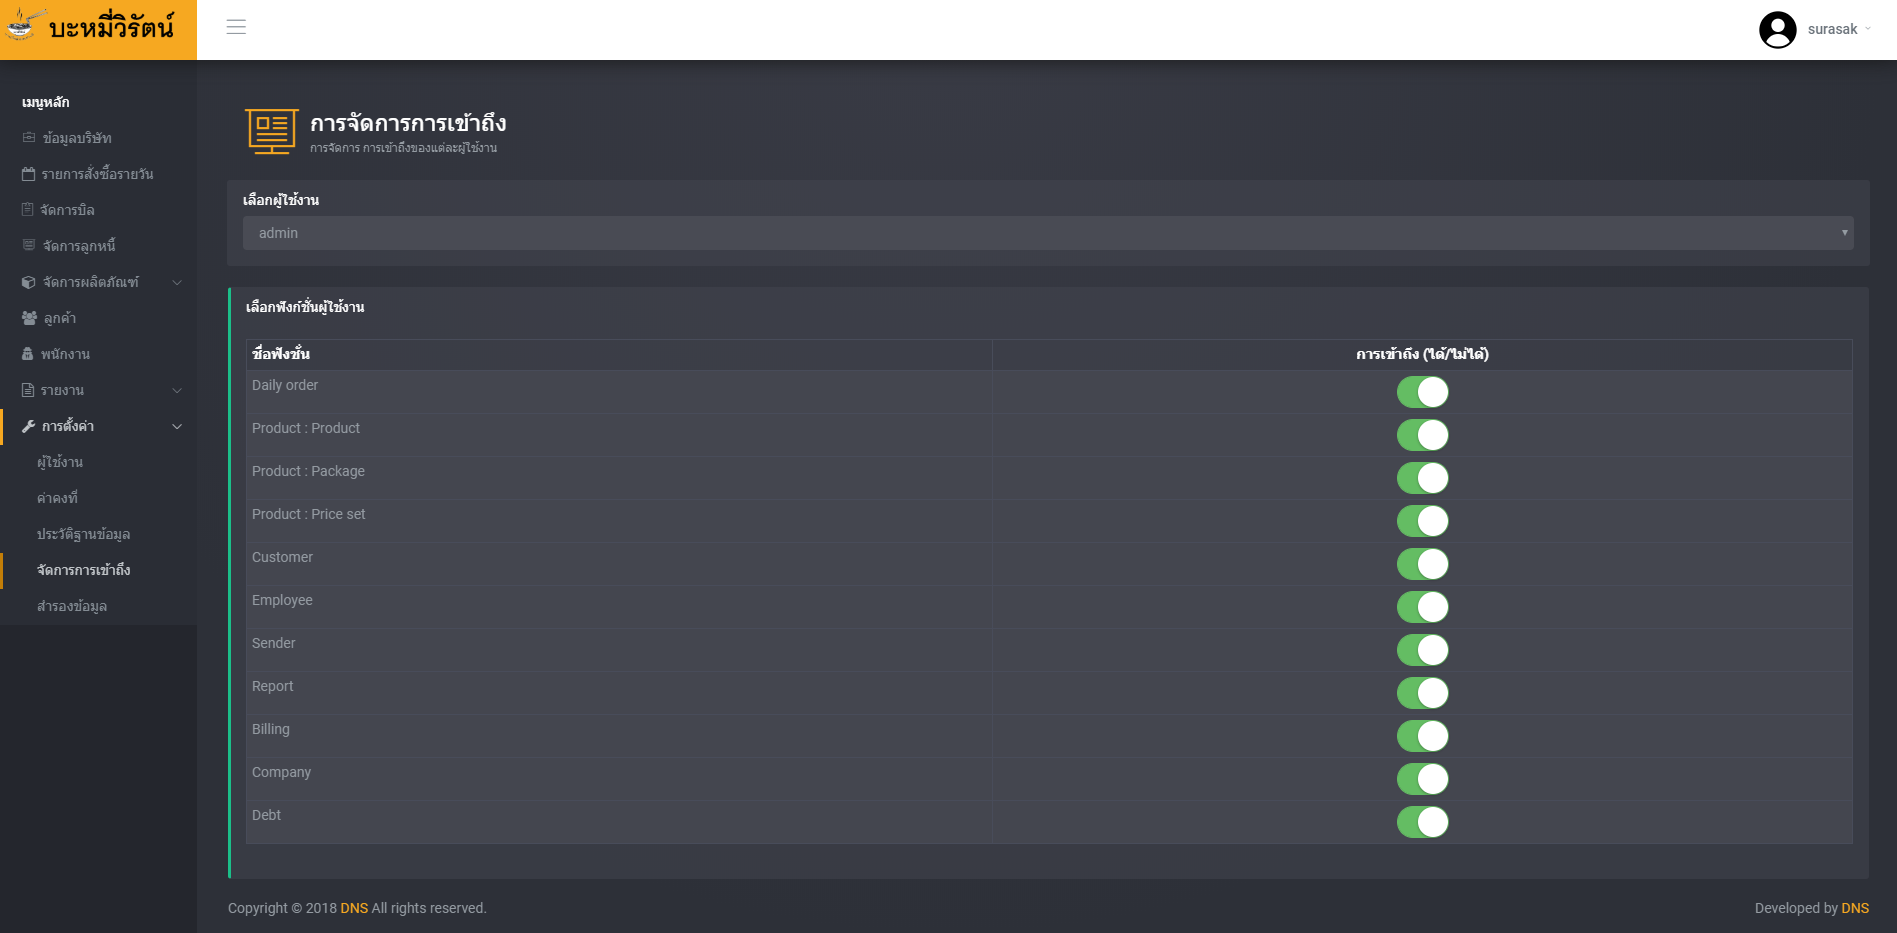 บะหมี่วิรัตน์
surasak
เมนูหลัก
ข้อมูลบริษัท
รายการสั่งซื้อรายวัน
จัดการบิล
จัดการลูกหนี้
จัดการผลิตภัณฑ์
ลูกค้า
พนักงาน
รายงาน
การตั้งค่า
ผู้ใช้งาน
ค่าคงที่
ประวัติฐานข้อมูล
จัดการการเข้าถึง
สำรองข้อมูล
การจัดการการเข้าถึง
การจัดการ การเข้าถึงของแต่ละผู้ใช้งาน
เลือกผู้ใช้งาน
admin
เลือกฟังก์ชั่นผู้ใช้งาน
ชื่อฟังชั่น การเข้าถึง (ได้/ไม่ได้)
Daily order
Product : Product
Product : Package
Product : Price set
Customer
Employee
Sender
Report
Billing
Company
Debt
Copyright © 2018 DNS All rights reserved.
Developed by DNS